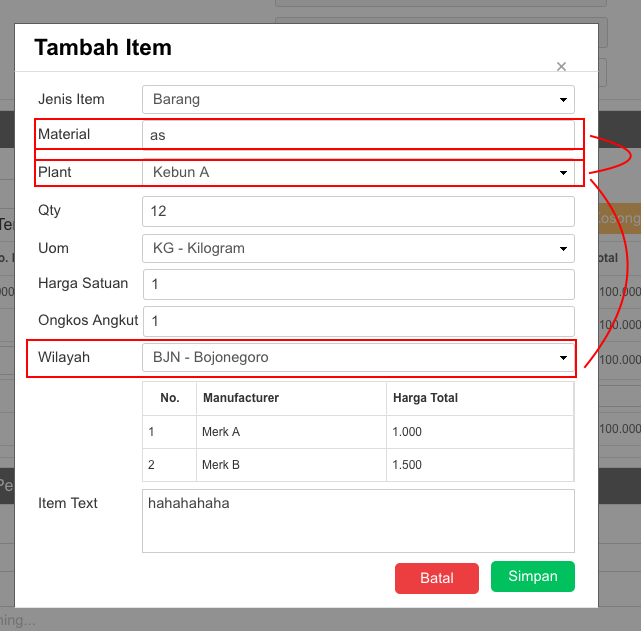 Tambah Item
×
Jenis Item Barang
Material as
Plant Kebun A
Qty 12
Uom KG - Kilogram
Harga Satuan 1
Ongkos Angkut 1
Wilayah BJN - Bojonegoro
No. Manufacturer Harga Total
1 Merk A 1.000
2 Merk B 1.500
Item Text hahahahaha
Batal Simpan
osong
otal
100.000
100.000
100.000
100.000
Te
o.
000
Pe
ning...